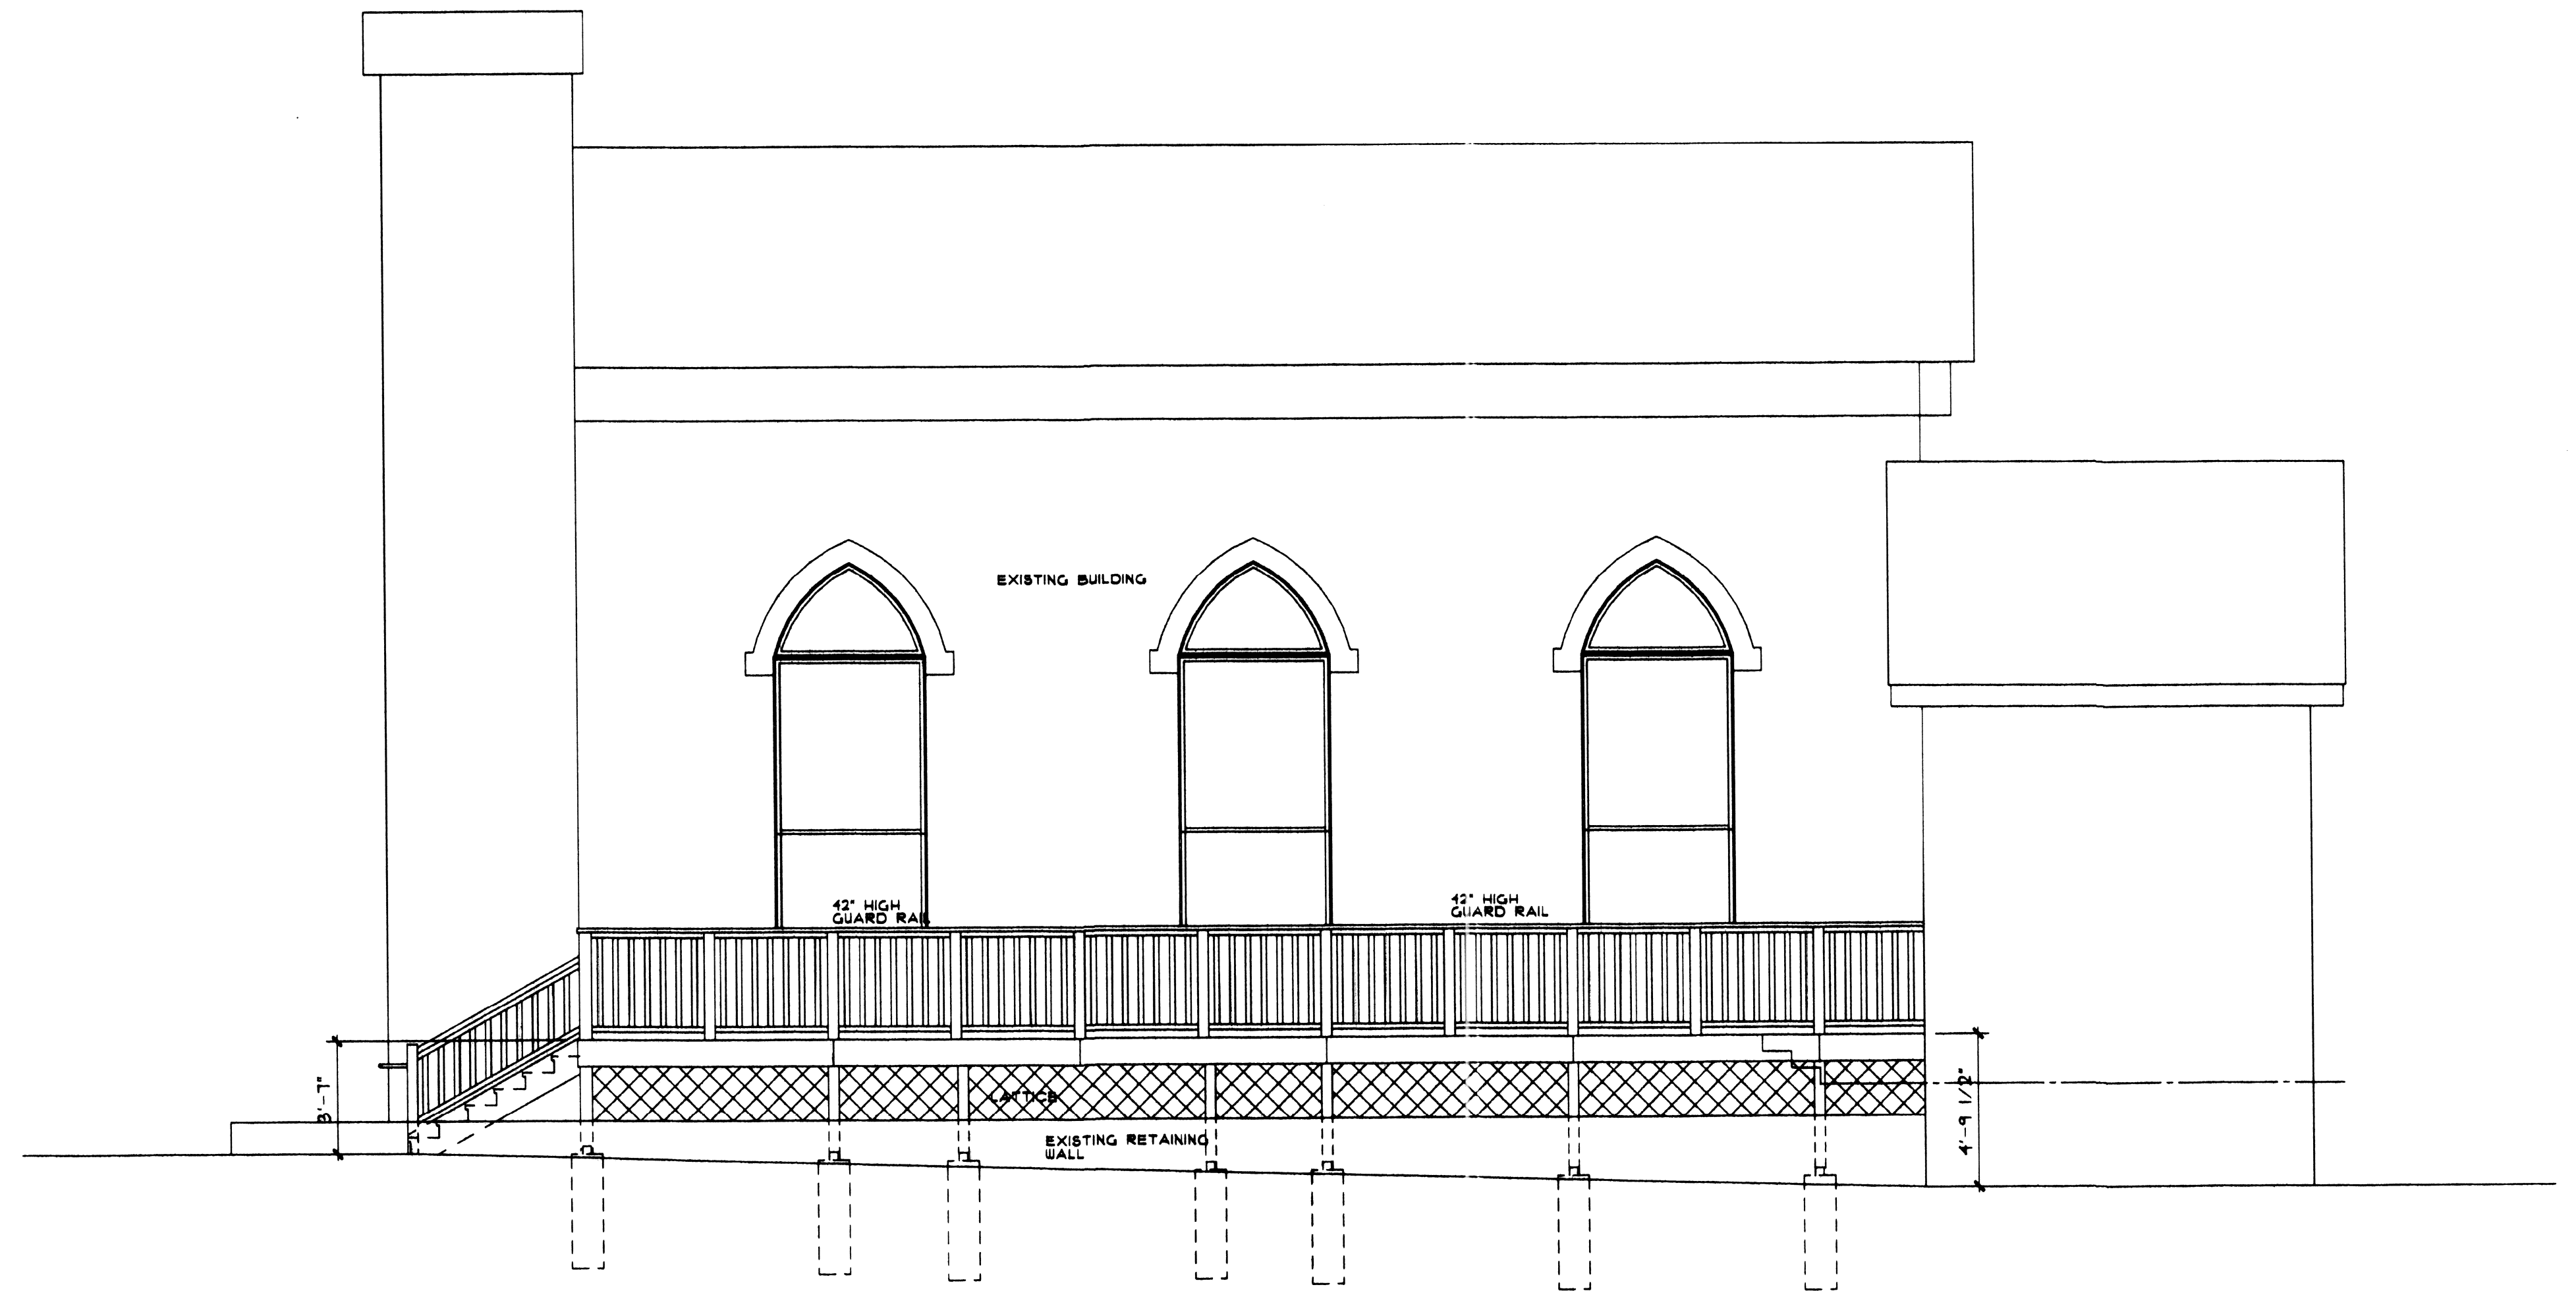 EXISTING BUILDING
42" HIGH
GUARD RAIL
42" HIGH
GUARD RAIL
3'-7"
LATTICE
4'-9 1/2"
EXISTING RETAINING
WALL